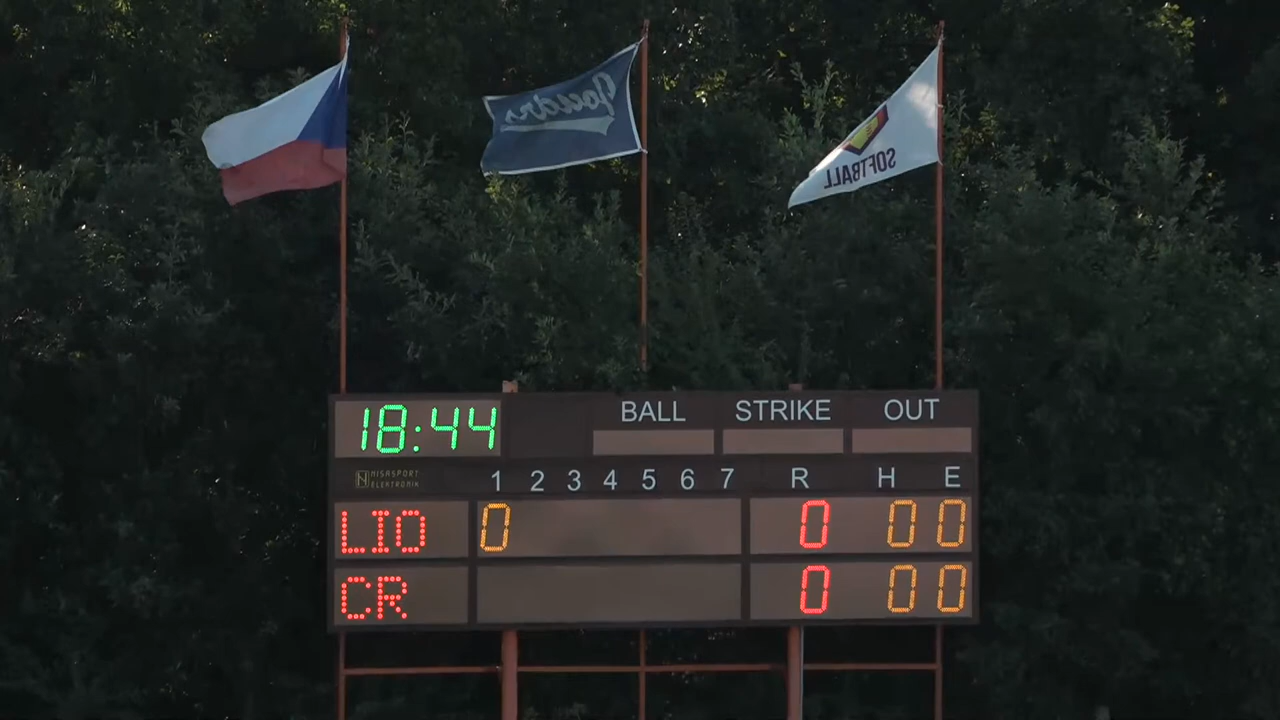 Joudrs
SOFTBALL
18:44 BALL STRIKE OUT
NISASPORT
ELEKTRONIK
1 2 3 4 5 6 7 R H E
LIO 0 0 0 0
CR 0 0 0